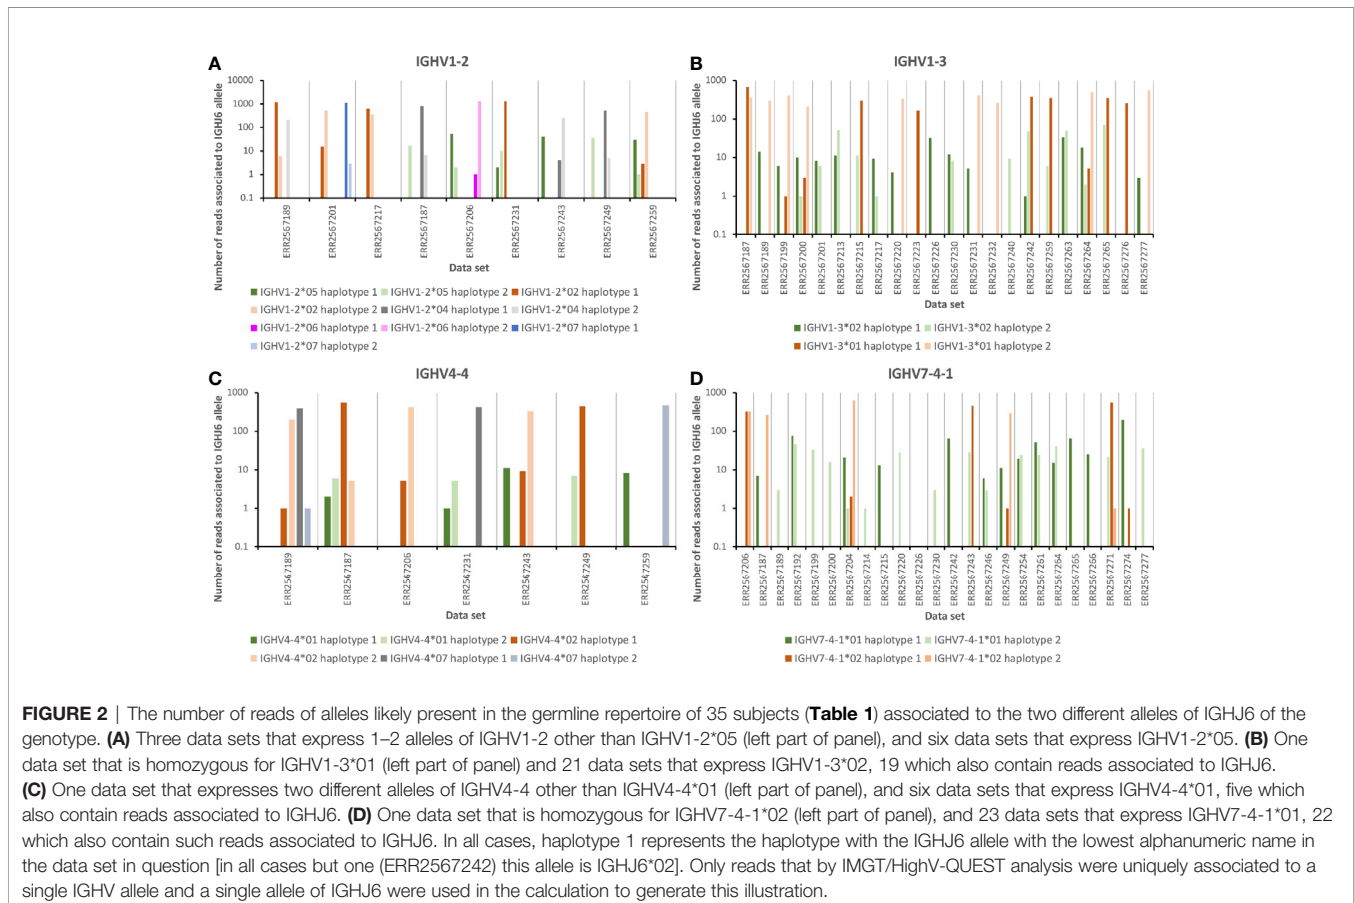 A
IGHV1-2
Number of reads associated to IGHJ6 allele
10000
1000
100
10
1
0.1
ERR2567189
ERR2567201
ERR2567217
ERR2567187
ERR2567206
ERR2567231
ERR2567243
ERR2567249
ERR2567259
Data set
IGHV1-2*05 haplotype 1 IGHV1-2*05 haplotype 2 IGHV1-2*02 haplotype 1
IGHV1-2*02 haplotype 2 IGHV1-2*04 haplotype 1 IGHV1-2*04 haplotype 2
IGHV1-2*06 haplotype 1 IGHV1-2*06 haplotype 2 IGHV1-2*07 haplotype 1
IGHV1-2*07 haplotype 2
B
IGHV1-3
Number of reads associated to IGHJ6 allele
1000
100
10
1
0.1
ERR2567187
ERR2567189
ERR2567199
ERR2567200
ERR2567201
ERR2567213
ERR2567215
ERR2567217
ERR2567220
ERR2567223
ERR2567226
ERR2567230
ERR2567231
ERR2567232
ERR2567240
ERR2567242
ERR2567259
ERR2567263
ERR2567264
ERR2567265
ERR2567276
ERR2567277
Data set
IGHV1-3*02 haplotype 1 IGHV1-3*02 haplotype 2
IGHV1-3*01 haplotype 1 IGHV1-3*01 haplotype 2
C
IGHV4-4
Number of reads associated to IGHJ6 allele
1000
100
10
1
0.1
Data set
IGHV4-4*01 haplotype 1 IGHV4-4*01 haplotype 2 IGHV4-4*02 haplotype 1
IGHV4-4*02 haplotype 2 IGHV4-4*07 haplotype 1 IGHV4-4*07 haplotype 2
D
IGHV7-4-1
Number of reads associated to IGHJ6 allele
1000
100
10
1
0.1
ERR2567206
ERR2567187
ERR2567189
ERR2567192
ERR2567199
ERR2567200
ERR2567204
ERR2567214
ERR2567215
ERR2567220
ERR2567226
ERR2567230
ERR2567242
ERR2567243
ERR2567246
ERR2567249
ERR2567254
ERR2567261
ERR2567264
ERR2567265
ERR2567266
ERR2567271
ERR2567274
ERR2567277
Data set
IGHV7-4-1*01 haplotype 1 IGHV7-4-1*01 haplotype 2
IGHV7-4-1*02 haplotype 1 IGHV7-4-1*02 haplotype 2
FIGURE 2 | The number of reads of alleles likely present in the germline repertoire of 35 subjects (Table 1) associated to the two different alleles of IGHJ6 of the
genotype. (A) Three data sets that express 1–2 alleles of IGHV1-2 other than IGHV1-2*05 (left part of panel), and six data sets that express IGHV1-2*05. (B) One
data set that is homozygous for IGHV1-3*01 (left part of panel) and 21 data sets that express IGHV1-3*02, 19 which also contain reads associated to IGHJ6.
(C) One data set that expresses two different alleles of IGHV4-4 other than IGHV4-4*01 (left part of panel), and six data sets that express IGHV4-4*01, five which
also contain reads associated to IGHJ6. (D) One data set that is homozygous for IGHV7-4-1*02 (left part of panel), and 23 data sets that express IGHV7-4-1*01, 22
which also contain such reads associated to IGHJ6. In all cases, haplotype 1 represents the haplotype with the IGHJ6 allele with the lowest alphanumeric name in
the data set in question [in all cases but one (ERR2567242) this allele is IGHJ6*02]. Only reads that by IMGT/HighV-QUEST analysis were uniquely associated to a
single IGHV allele and a single allele of IGHJ6 were used in the calculation to generate this illustration.